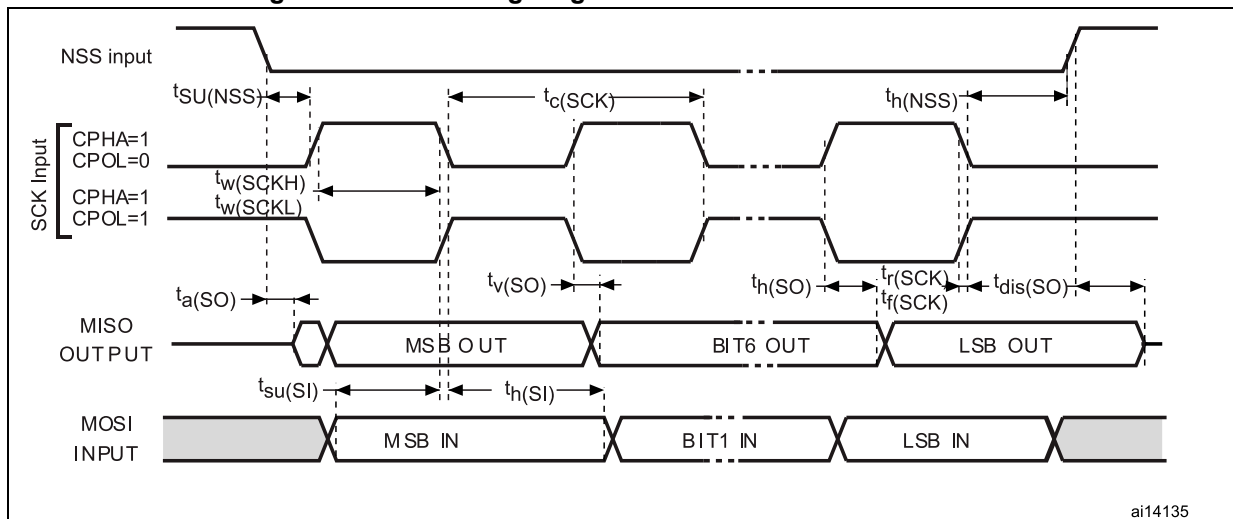 NSS input
tSU(NSS)
tc(SCK)
th(NSS)
SCK Input
CPHA=1
CPOL=0
tw(SCKH)
CPHA=1
tw(SCKL)
CPOL=1
ta(SO)
tv(SO)
th(SO)
tr(SCK)
tf(SCK)
tdis(SO)
MISO
OUTPUT
MSB OUT
BIT6 OUT
LSB OUT
tsu(SI)
th(SI)
MOSI
INPUT
MSB IN
BIT1 IN
LSB IN
ai14135